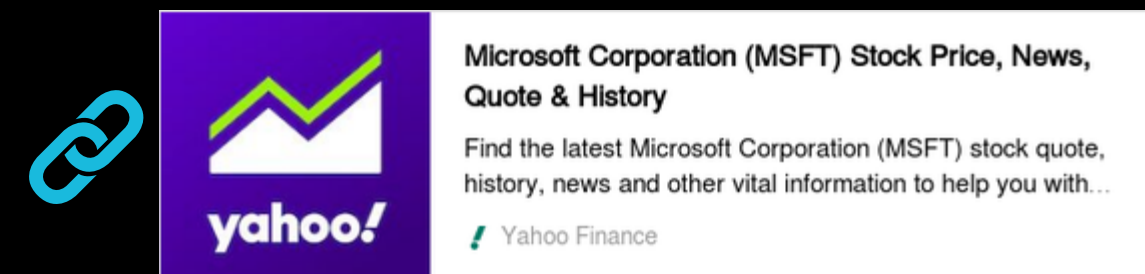 Microsoft Corporation (MSFT) Stock Price, News,
Quote & History
Find the latest Microsoft Corporation (MSFT) stock quote,
history, news and other vital information to help you with...
yahoo!
Yahoo Finance